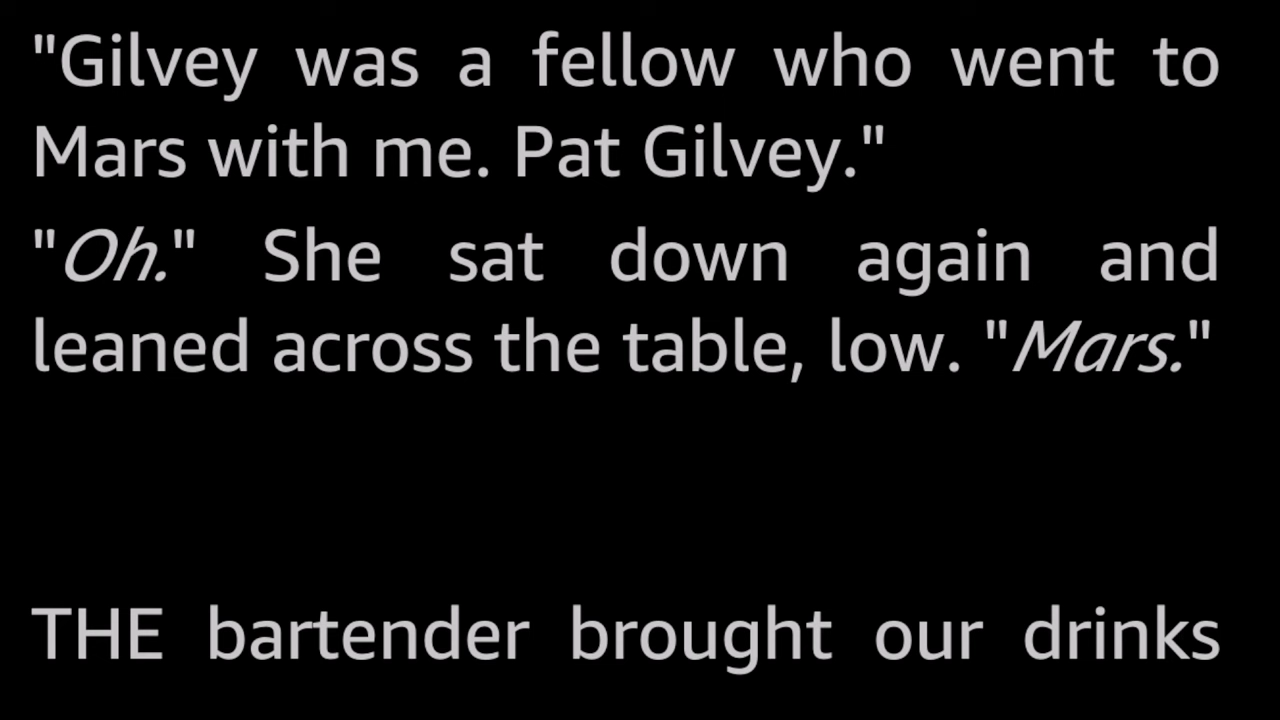 "Gilvey was a fellow who went to
Mars with me. Pat Gilvey."
"Oh." She sat down again and
leaned across the table, low. "Mars."
THE bartender brought our drinks